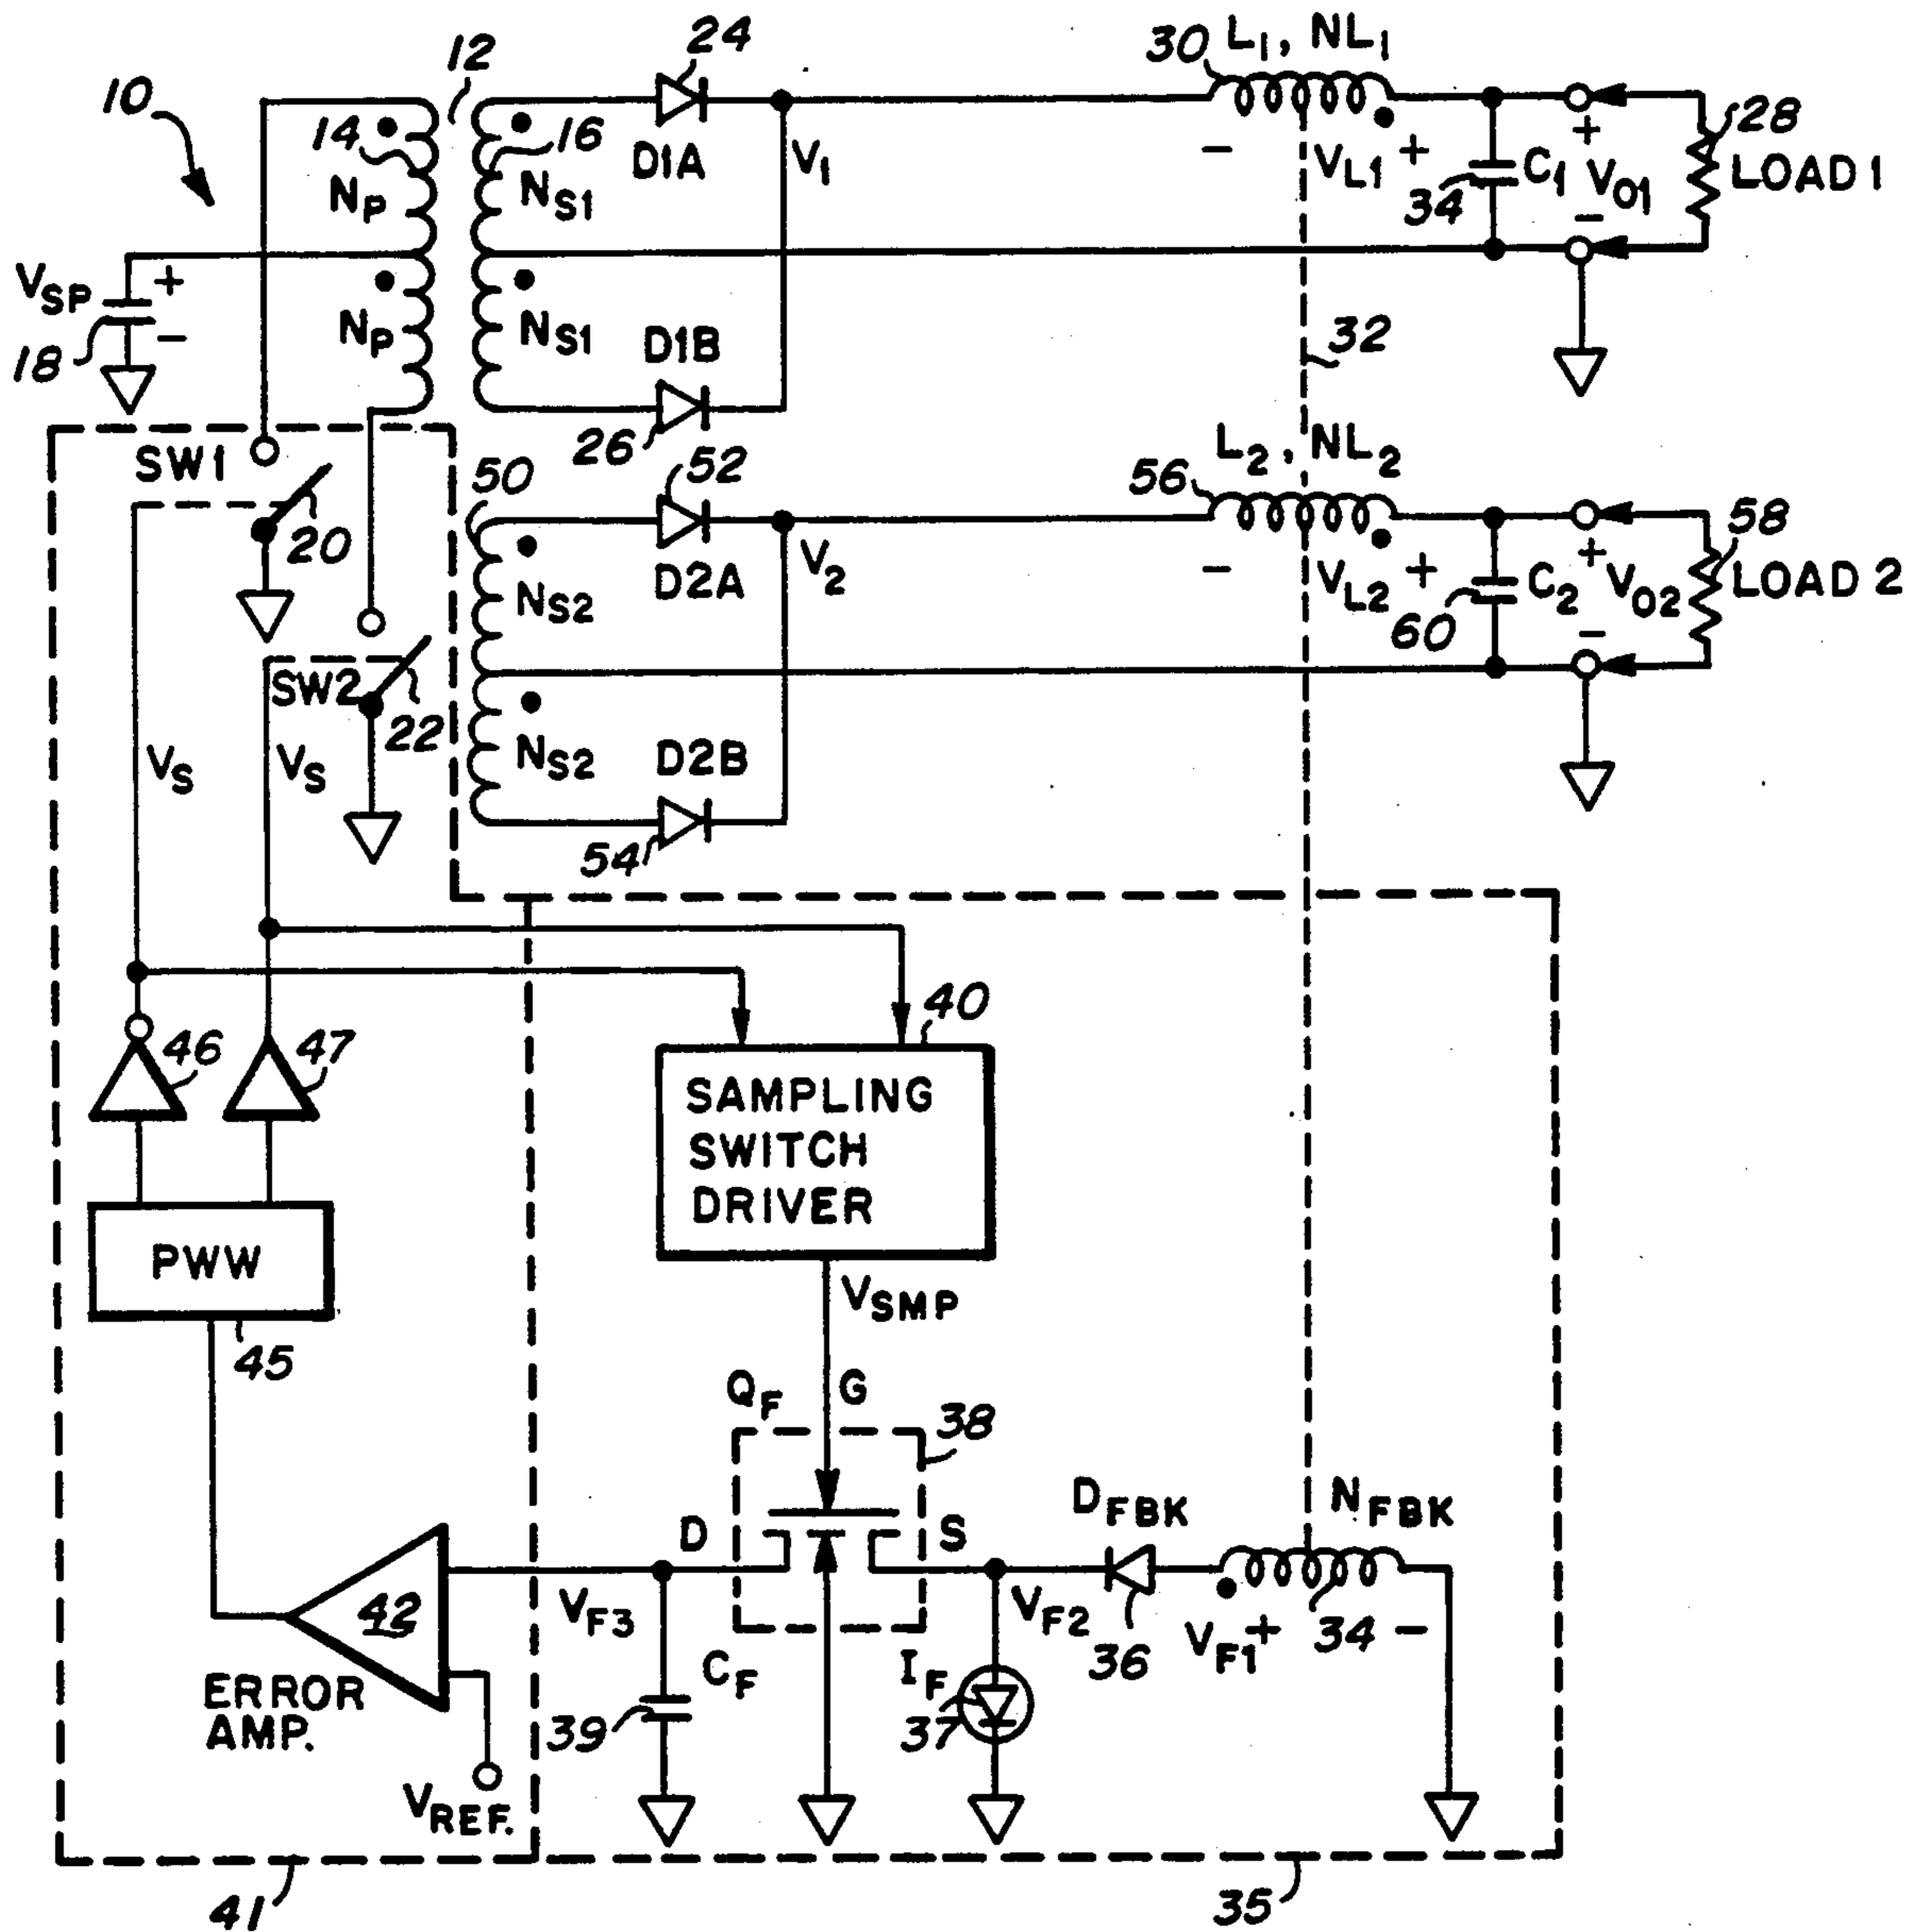 10
12
24
30
L1, NL1
14
NP
16
NS1
D1A
V1
-
VL1
+
34
C1
+
VO1
-
28
LOAD 1
VSP
+
-
18
NP
NS1
D1B
26
32
SW1
20
50
52
56
L2, NL2
NS2
D2A
V2
-
VL2
+
60
C2
+
VO2
-
58
LOAD 2
SW2
22
VS
VS
NS2
D2B
54
46
47
40
SAMPLING
SWITCH
DRIVER
PWW
45
VSMP
QF
G
38
D
S
DFBK
NFBK
42
VF3
VF2
36
VF1
+
34
-
ERROR
AMP.
CF
39
IF
37
VREF.
41
35